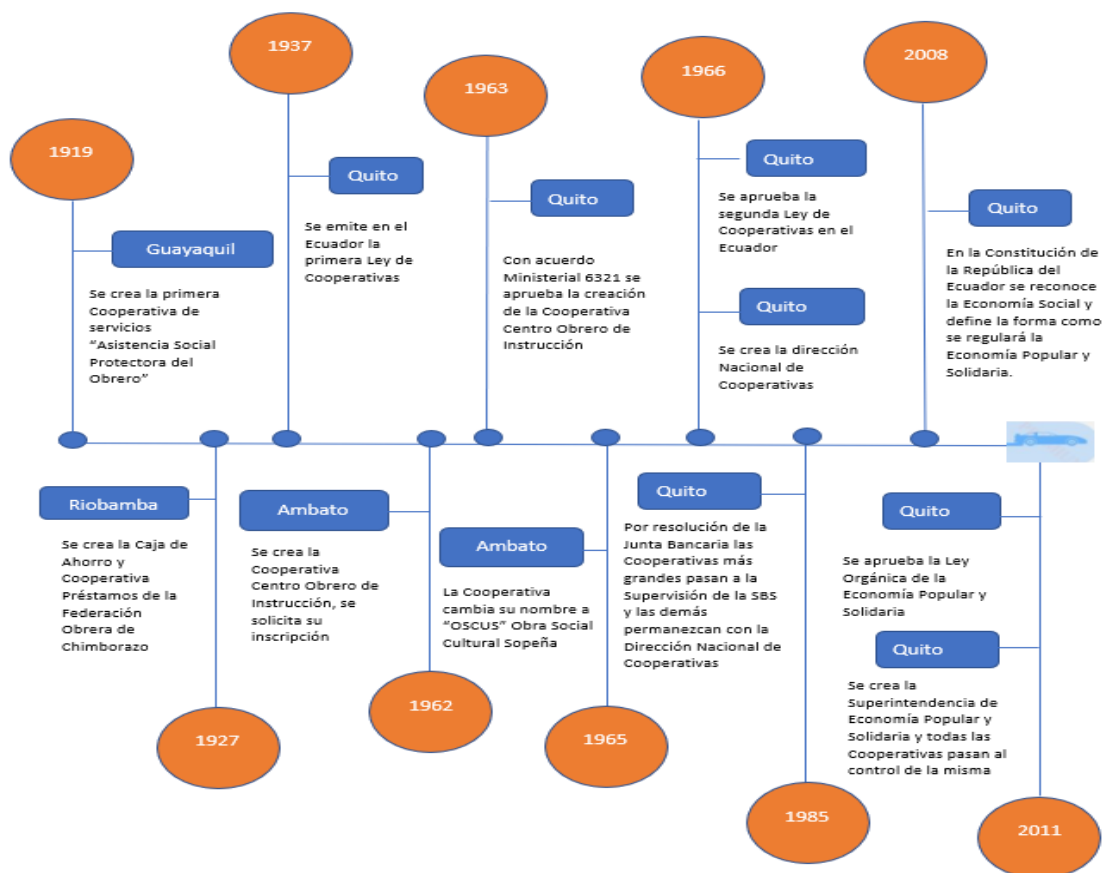 1919
Guayaquil
Se crea la primera
Cooperativa de
servicios
“Asistencia Social
Protectora del
Obrero”
1927
Riobamba
Se crea la Caja de
Ahorro y
Cooperativa
Préstamos de la
Federación
Obrera de
Chimborazo
1937
Quito
Se emite en el
Ecuador la
primera Ley de
Cooperativas
1962
Ambato
Se crea la
Cooperativa
Centro Obrero de
Instrucción, se
solicita su
inscripción
1963
Quito
Con acuerdo
Ministerial 6321 se
aprueba la creación
de la Cooperativa
Centro Obrero de
Instrucción
1965
Ambato
La Cooperativa
cambia su nombre a
“OSCUS” Obra Social
Cultural Sopeña
1966
Quito
Se aprueba la
segunda Ley de
Cooperativas en el
Ecuador
Quito
Se crea la dirección
Nacional de
Cooperativas
1985
Quito
Por resolución de la
Junta Bancaria las
Cooperativas más
grandes pasan a la
Supervisión de la SBS
y las demás
permanezcan con la
Dirección Nacional de
Cooperativas
2008
Quito
En la Constitución de
la República del
Ecuador se reconoce
la Economía Social y
define la forma como
se regulará la
Economía Popular y
Solidaria.
2011
Quito
Se aprueba la Ley
Orgánica de la
Economía Popular y
Solidaria
Quito
Se crea la
Superintendencia de
Economía Popular y
Solidaria y todas las
Cooperativas pasan al
control de la misma